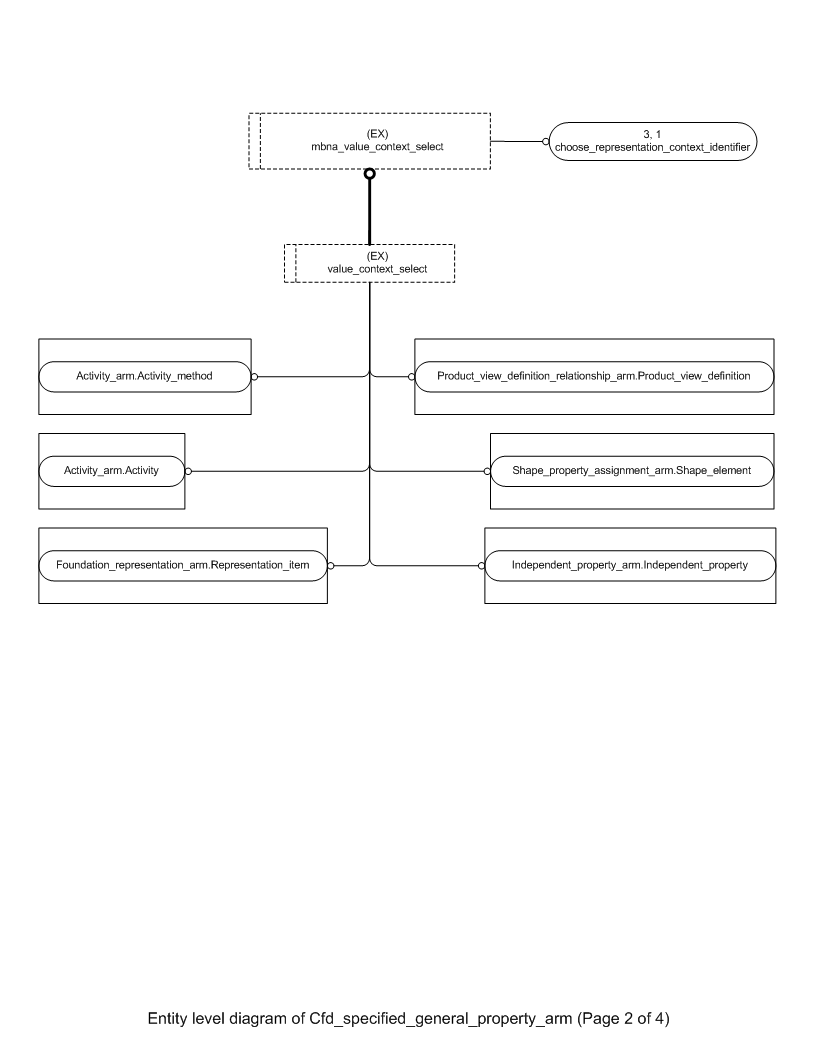 (EX)
mbna_value_context_select
3, 1
choose_representation_context_identifier
(EX)
value_context_select
Activity_arm.Activity_method
Product_view_definition_relationship_arm.Product_view_definition
Activity_arm.Activity
Shape_property_assignment_arm.Shape_element
Foundation_representation_arm.Representation_item
Independent_property_arm.Independent_property
Entity level diagram of Cfd_specified_general_property_arm (Page 2 of 4)